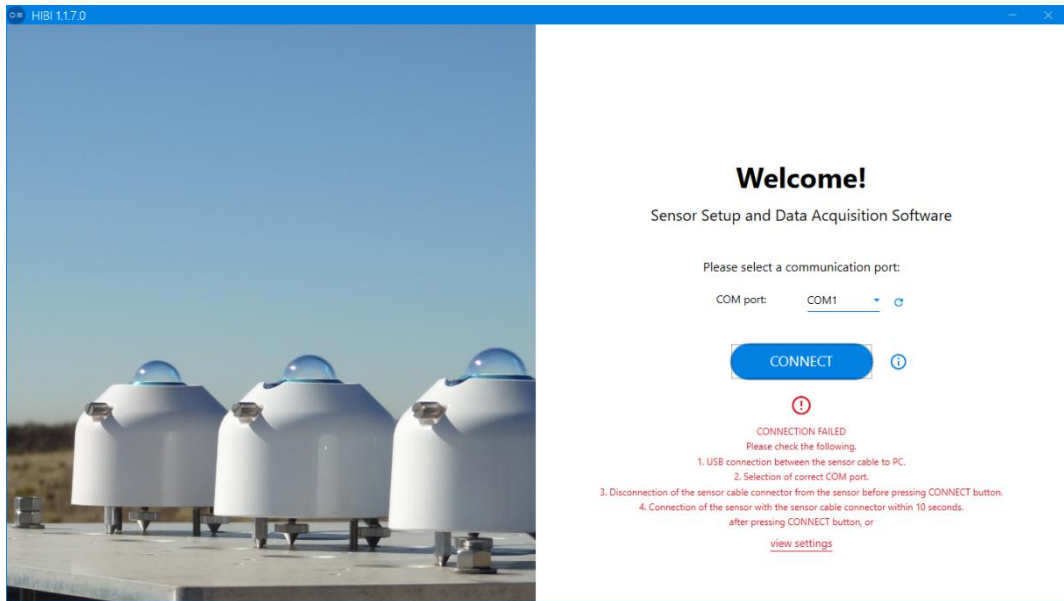 HIBI 1.1.7.0
Welcome!
Sensor Setup and Data Acquisition Software
Please select a communication port:
COM port: COM1
CONNECT
CONNECTION FAILED
Please check the following.
1. USB connection between the sensor cable to PC.
2. Selection of correct COM port.
3. Disconnection of the sensor cable connector from the sensor before pressing CONNECT button.
4. Connection of the sensor with the sensor cable connector within 10 seconds.
after pressing CONNECT button, or
view settings